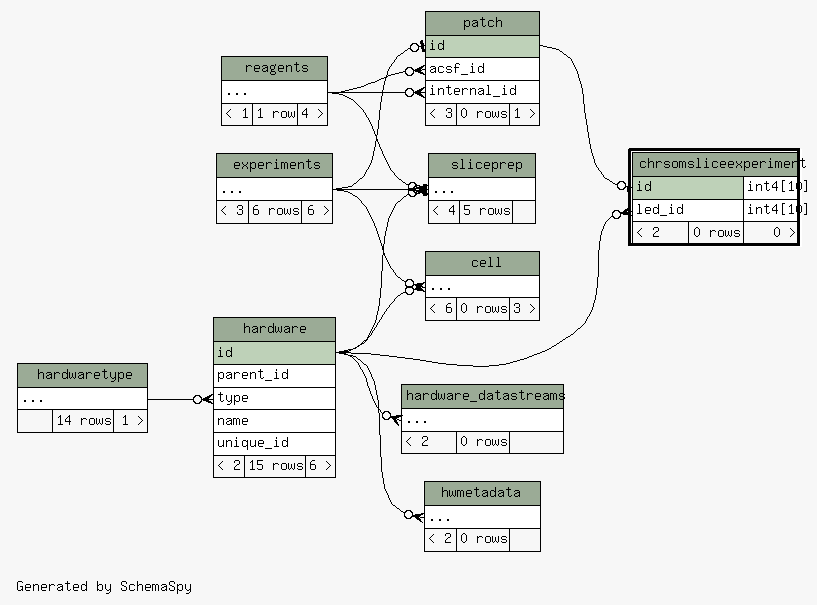 patch
id
acsf_id
internal_id
< 3 0 rows 1 >
reagents
...
< 1 1 row 4 >
experiments
...
< 3 6 rows 6 >
sliceprep
...
< 4 5 rows
chrsomsliceexperiment
id int4[10]
led_id int4[10]
< 2 0 rows 0 >
cell
...
< 6 0 rows 3 >
hardware
id
parent_id
type
name
unique_id
< 2 15 rows 6 >
hardwaretype
...
14 rows 1 >
hardware_datastreams
...
< 2 0 rows
hwmetadata
...
< 2 0 rows
Generated by SchemaSpy